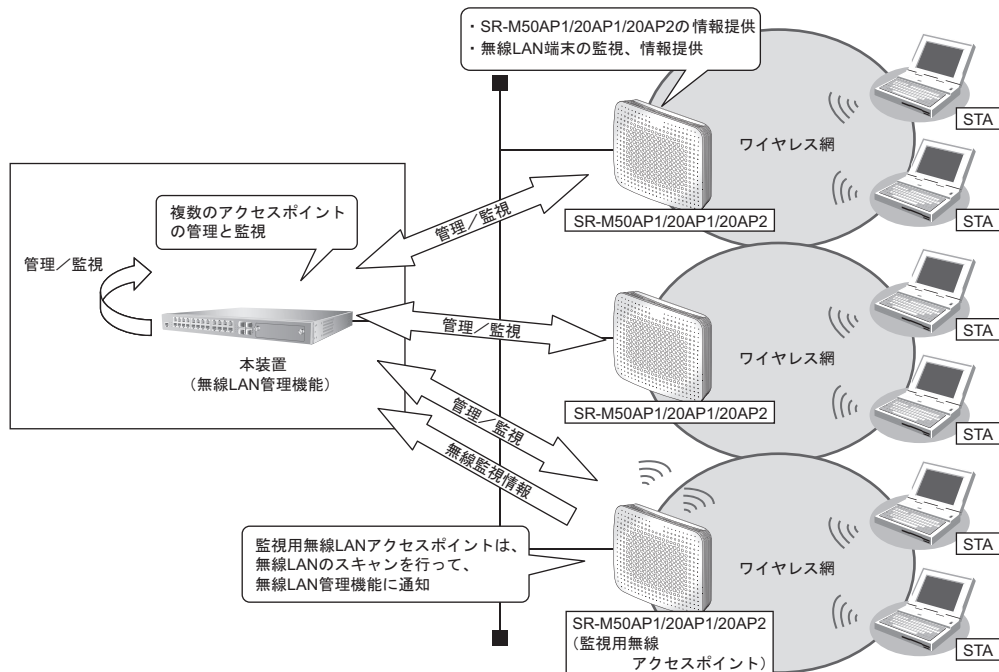 ・SR-M50AP1/20AP1/20AP2の情報提供
・無線LAN端末の監視、情報提供
STA
ワイヤレス網
STA
SR-M50AP1/20AP1/20AP2
複数のアクセスポイント
の管理と監視
管理／監視
管理／監視
本装置
（無線LAN管理機能）
管理／監視
STA
ワイヤレス網
STA
SR-M50AP1/20AP1/20AP2
管理／監視
無線監視情報
監視用無線LANアクセスポイントは、
無線LANのスキャンを行って、
無線LAN管理機能に通知
STA
ワイヤレス網
STA
SR-M50AP1/20AP1/20AP2
（監視用無線
アクセスポイント）